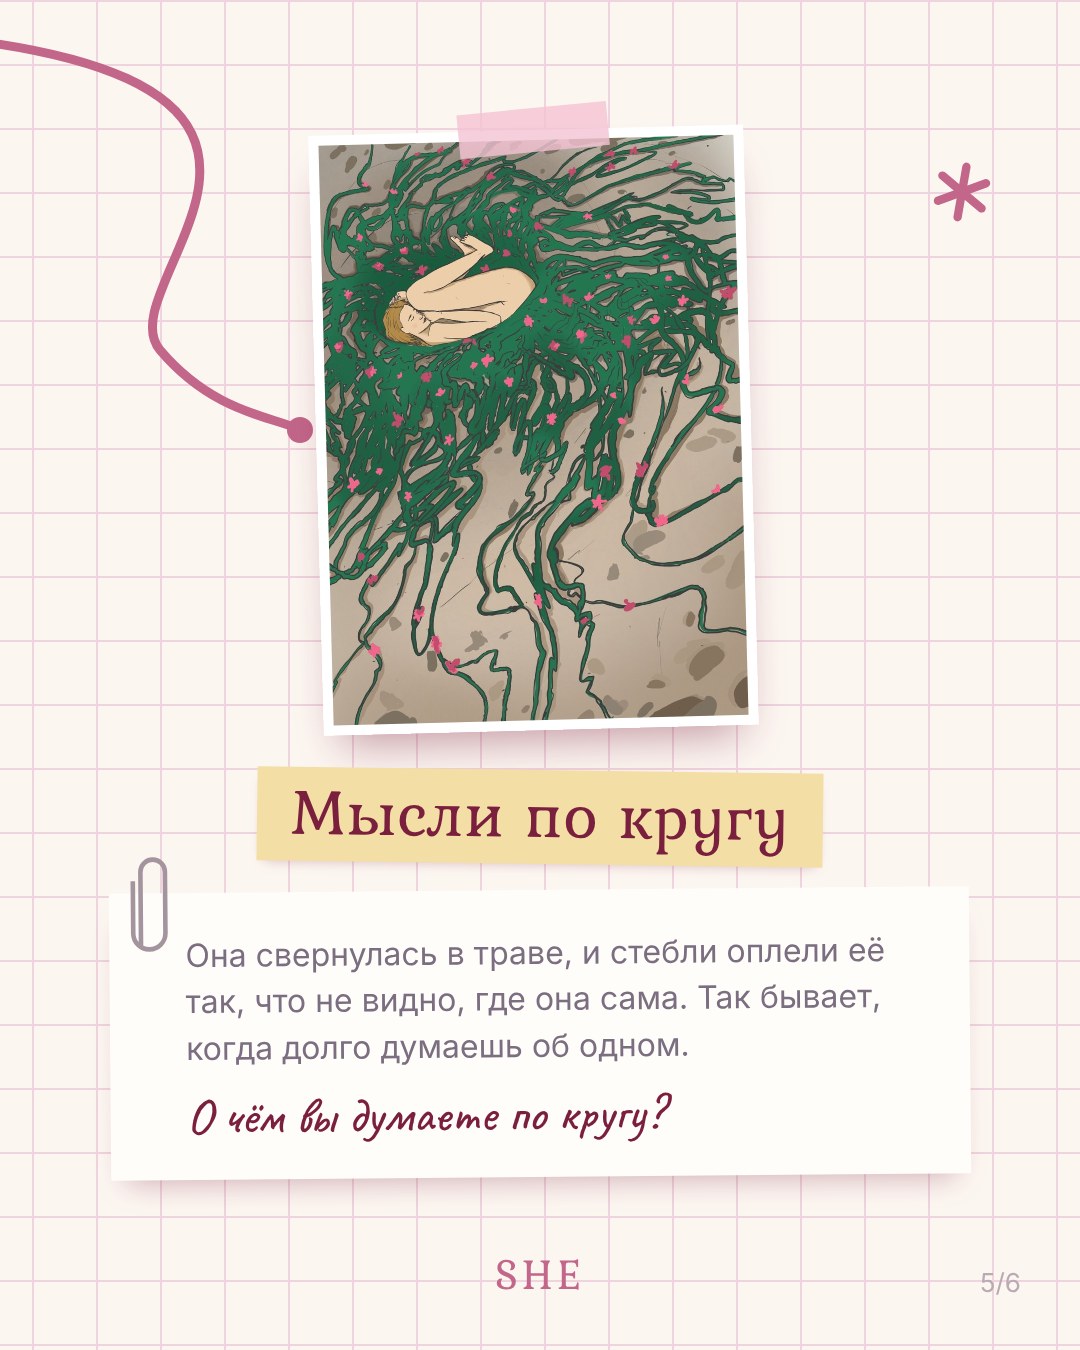 Мысли по кругу
Она свернулась в траве, и стебли оплели её
так, что не видно, где она сама. Так бывает,
когда долго думаешь об одном.
О чём вы думаете по кругу?
SHE
5/6